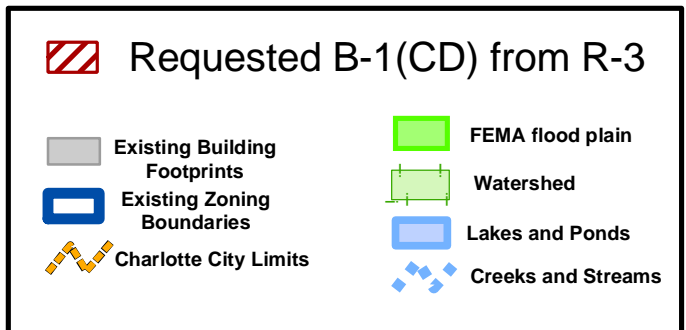 Requested B-1(CD) from R-3
Existing Building
Footprints
Existing Zoning
Boundaries
Charlotte City Limits
FEMA flood plain
Watershed
Lakes and Ponds
Creeks and Streams